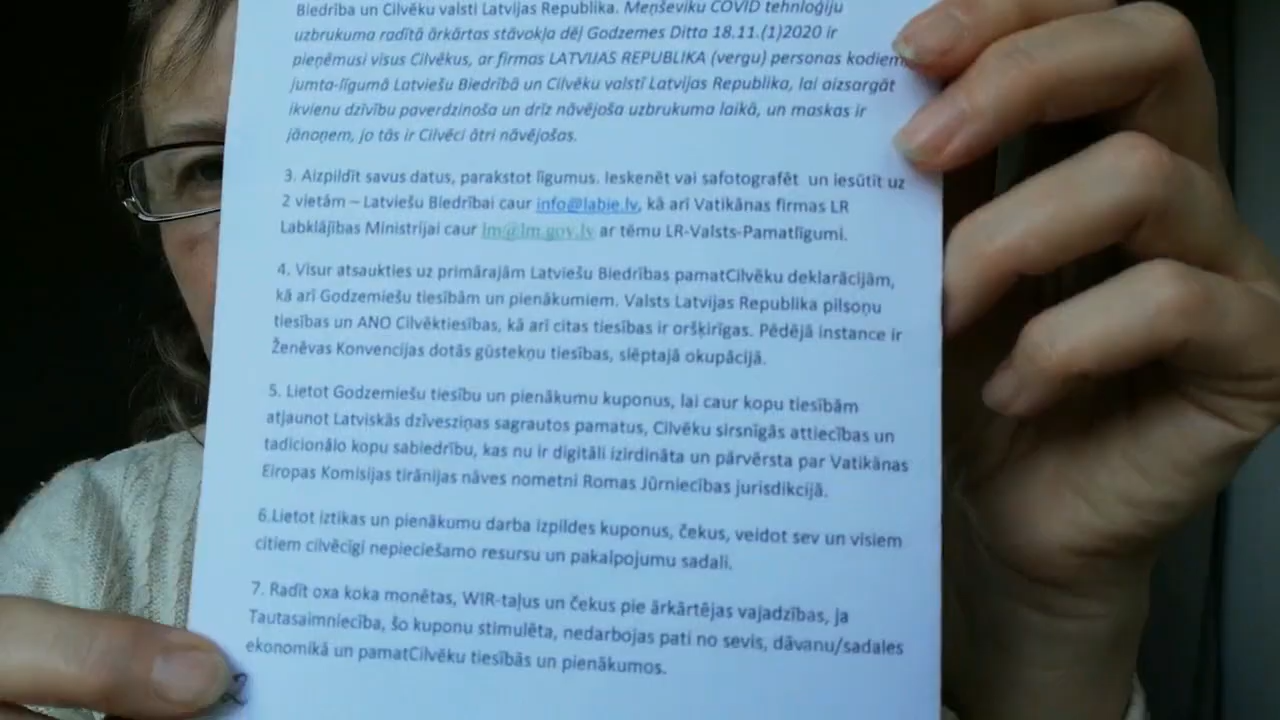 Biedrība un Cilvēku valsti Latvijas Republika. Meņševiku COVID tehnloģiju
uzbrukuma radītā ārkārtas stāvokļa dēļ Godzemes Ditta 18.11.(1)2020 ir
pieņēmusi visus Cilvēkus, ar firmas LATVIJAS REPUBLIKA (vergu) personas kodiem
jumta-līgumā Latviešu Biedrībā un Cilvēku valstī Latvijas Republika, lai aizsargāt
ikvienu dzīvību paverdzinoša un drīz nāvējoša uzbrukuma laikā, un maskas ir
jānoņem, jo tās ir Cilvēci ātri nāvējošas.
3. Aizpildīt savus datus, parakstot līgumus. Ieskenēt vai safotografēt un iesūtīt uz
2 vietām – Latviešu Biedrībai caur info@labie.lv, kā arī Vatikānas firmas LR
Labklājības Ministrijai caur lm@lm.gov.lv ar tēmu LR-Valsts-Pamatlīgumi.
4. Visur atsaukties uz primārajām Latviešu Biedrības pamatCilvēku deklarācijām,
kā arī Godzemiešu tiesībām un pienākumiem. Valsts Latvijas Republika pilsoņu
tiesības un ANO Cilvēktiesības, kā arī citas tiesības ir oršķirīgas. Pēdējā instance ir
Ženēvas Konvencijas dotās gūstekņu tiesības, slēptajā okupācijā.
5. Lietot Godzemiešu tiesību un pienākumu kuponus, lai caur kopu tiesībām
atjaunot Latviskās dzīvesziņas sagrautos pamatus, Cilvēku sirsnīgās attiecības un
tadicionālo kopu sabiedrību, kas nu ir digitāli izirdināta un pārvērsta par Vatikānas
Eiropas Komisijas tirānijas nāves nometni Romas Jūrniecības jurisdikcijā.
6.Lietot iztikas un pienākumu darba izpildes kuponus, čekus, veidot sev un visiem
citiem cilvēcīgi nepieciešamo resursu un pakalpojumu sadali.
7. Radīt oxa koka monētas, WIR-taļus un čekus pie ārkārtējas vajadzības, ja
Tautasaimniecība, šo kuponu stimulēta, nedarbojas pati no sevis, dāvanu/sadales
ekonomikā un pamatCilvēku tiesībās un pienākumos.